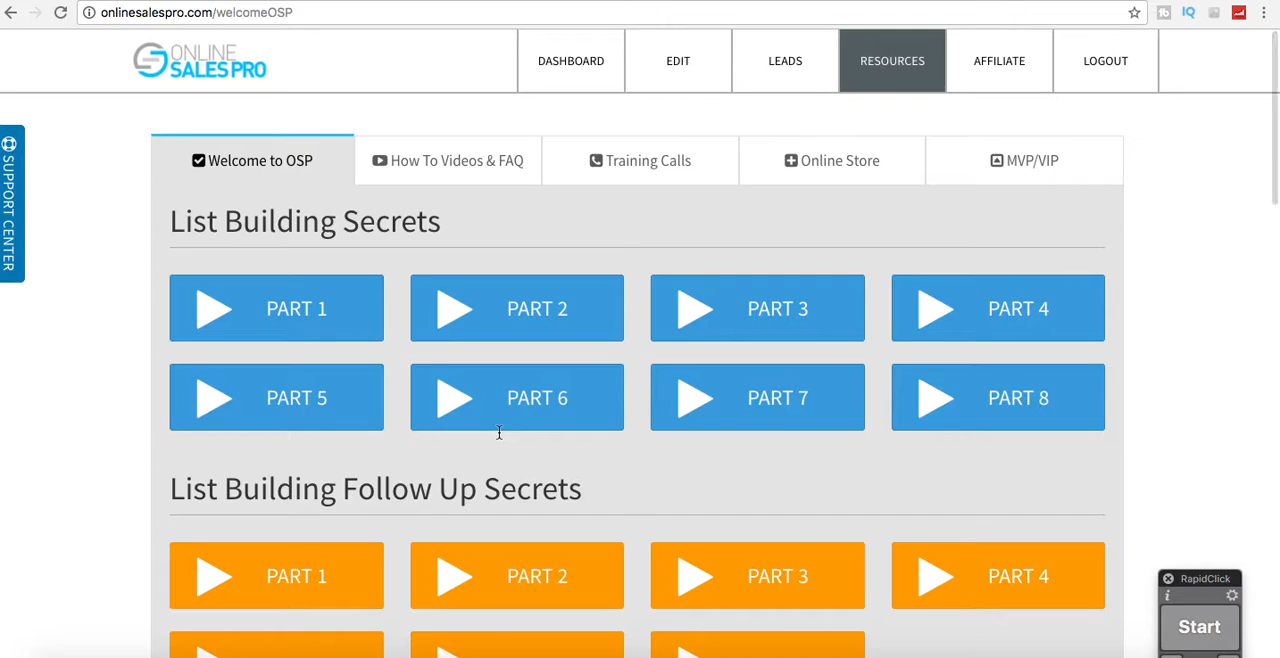 onlinesalespro.com/welcomeOSP
IQ
ONLINE
SALES PRO
DASHBOARD
EDIT
LEADS
RESOURCES
AFFILIATE
LOGOUT
SUPPORT CENTER
Welcome to OSP
How To Videos & FAQ
Training Calls
Online Store
MVP/VIP
List Building Secrets
PART 1
PART 2
PART 3
PART 4
PART 5
PART 6
PART 7
PART 8
List Building Follow Up Secrets
PART 1
PART 2
PART 3
PART 4
RapidClick
Start